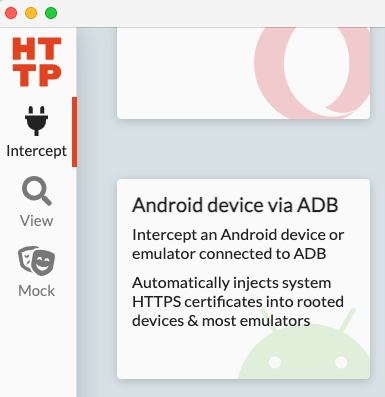 HT
TP
Intercept
View
Mock
Android device via ADB
Intercept an Android device or
emulator connected to ADB
Automatically injects system
HTTPS certificates into rooted
devices & most emulators